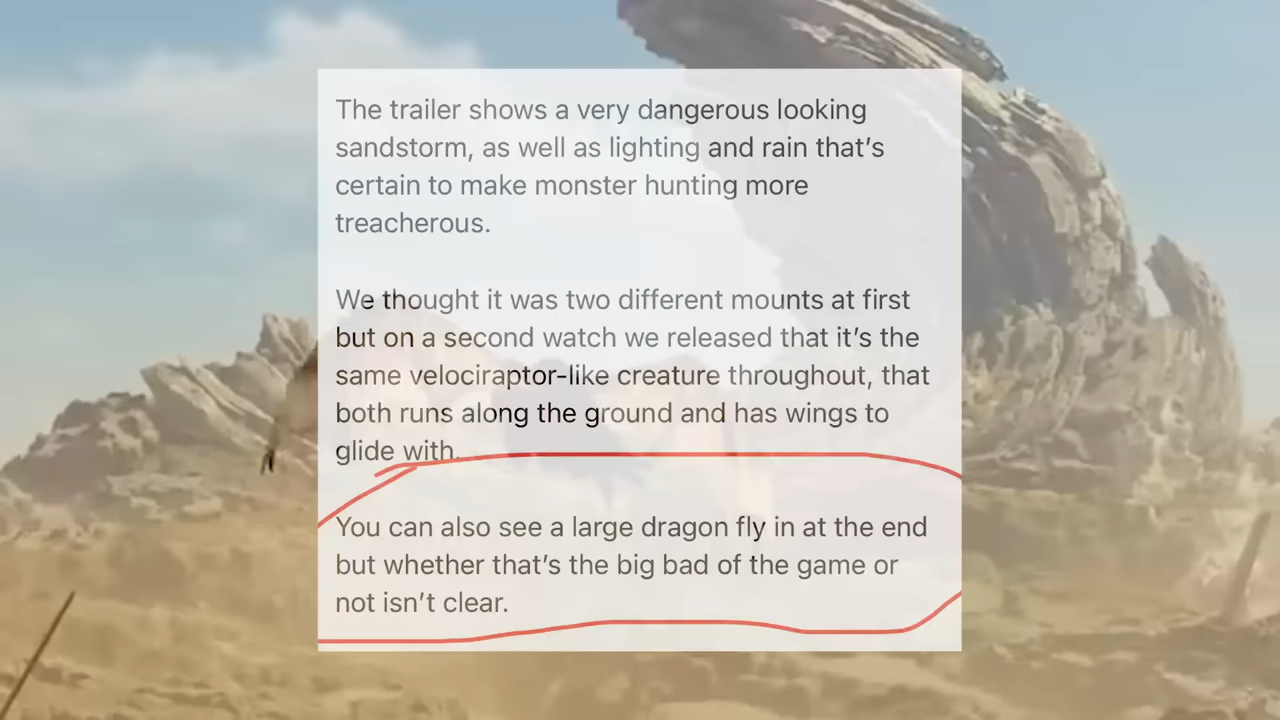 The trailer shows a very dangerous looking
sandstorm, as well as lighting and rain that's
certain to make monster hunting more
treacherous.
We thought it was two different mounts at first
but on a second watch we released that it's the
same velociraptor-like creature throughout, that
both runs along the ground and has wings to
glide with.
You can also see a large dragon fly in at the end
but whether that's the big bad of the game or
not isn't clear.